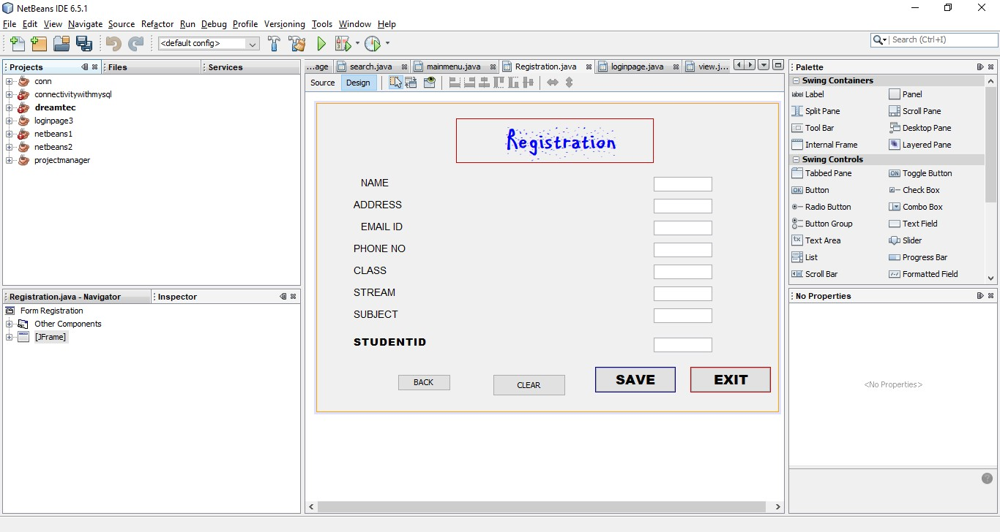 NetBeans IDE 6.5.1
File Edit View Navigate Source Refactor Run Debug Profile Versioning Tools Window Help
<default config>
Search (Ctrl+I)
Projects
Files
Services
conn
connectivitywithmysql
dreamtec
loginpage3
netbeans1
netbeans2
projectmanager
Registration.java - Navigator
Inspector
Form Registration
Other Components
[JFrame]
...age
search.java
mainmenu.java
Registration.java
loginpage.java
view.j...
Source
Design
Registration
NAME
ADDRESS
EMAIL ID
PHONE NO
CLASS
STREAM
SUBJECT
STUDENTID
BACK
CLEAR
SAVE
EXIT
Palette
Swing Containers
label Label
Panel
Split Pane
Scroll Pane
Tool Bar
Desktop Pane
Internal Frame
Layered Pane
Swing Controls
Tabbed Pane
ON Toggle Button
OK Button
Check Box
Radio Button
Combo Box
Button Group
Text Field
tx Text Area
Slider
List
Progress Bar
Scroll Bar
Formatted Field
No Properties
<No Properties>
?